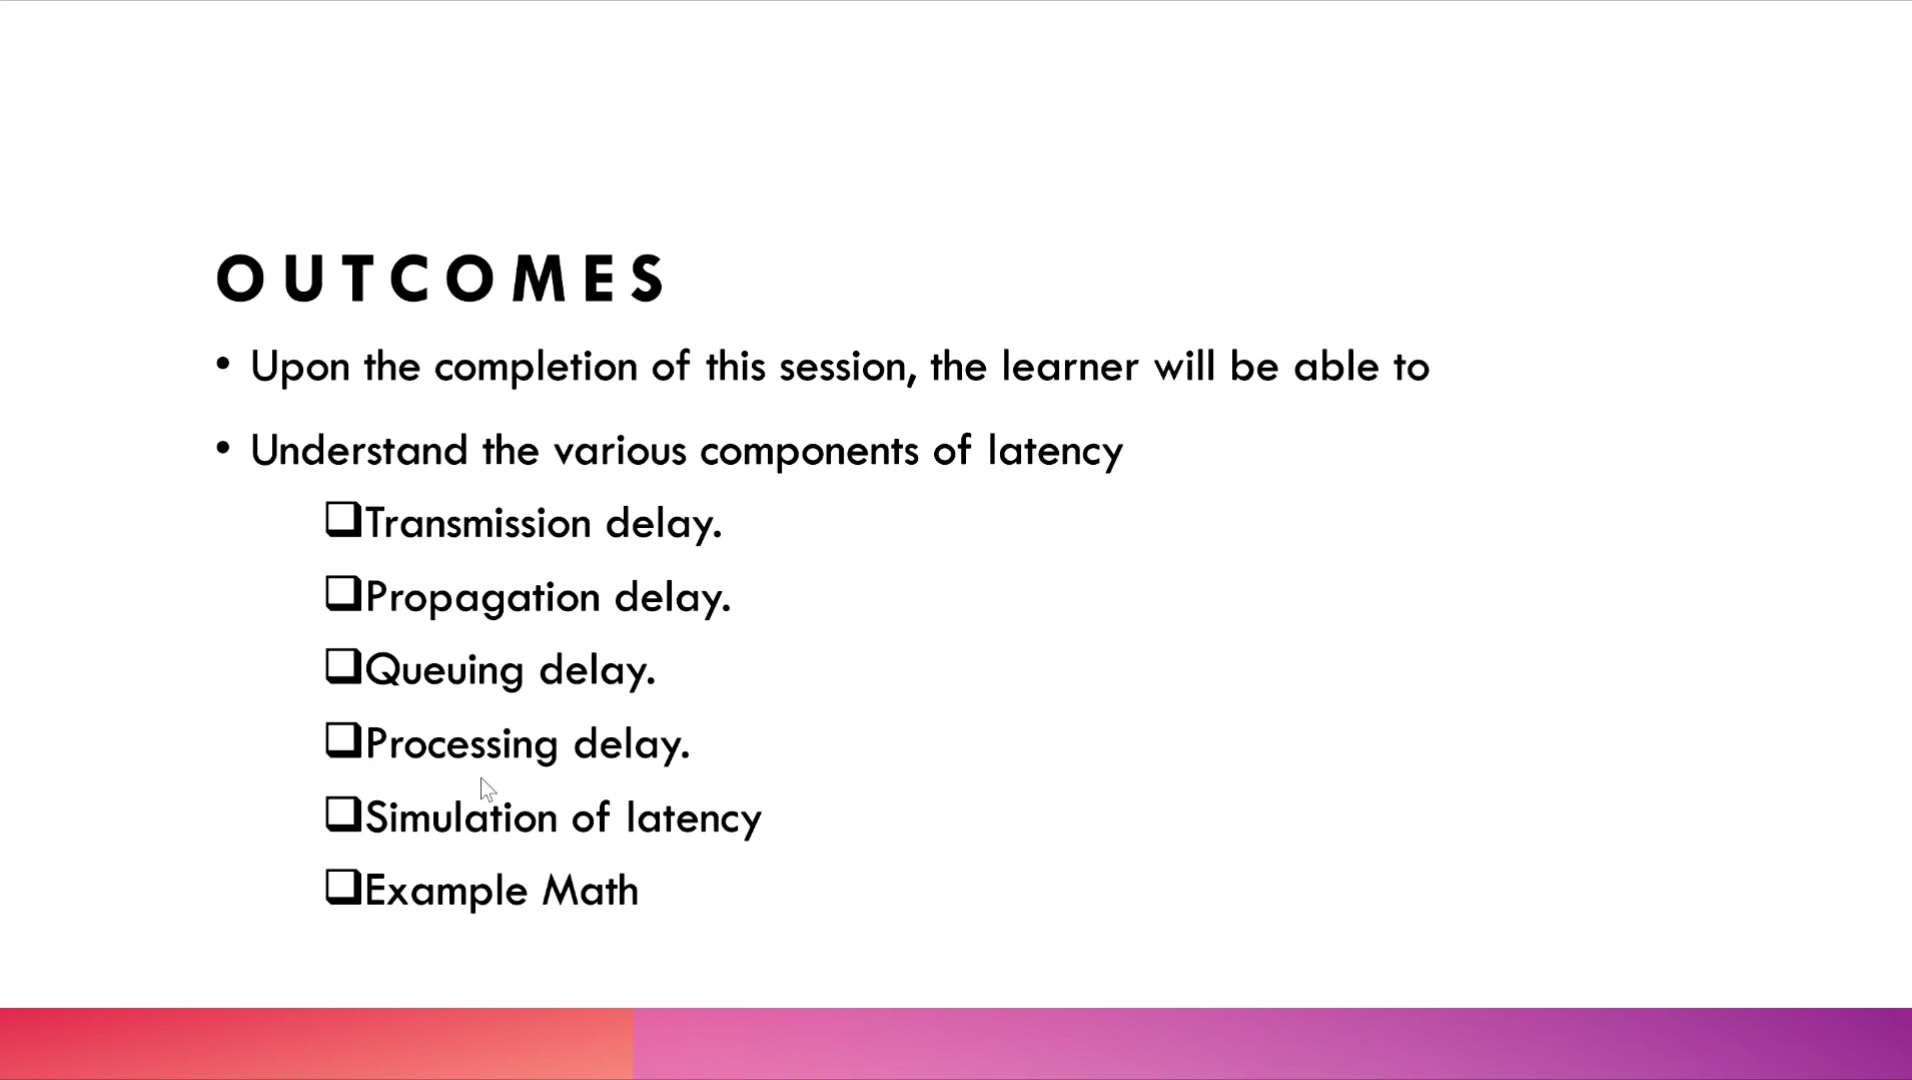 OUTCOMES
• Upon the completion of this session, the learner will be able to
• Understand the various components of latency
❑Transmission delay.
❑Propagation delay.
❑Queuing delay.
❑Processing delay.
❑Simulation of latency
❑Example Math